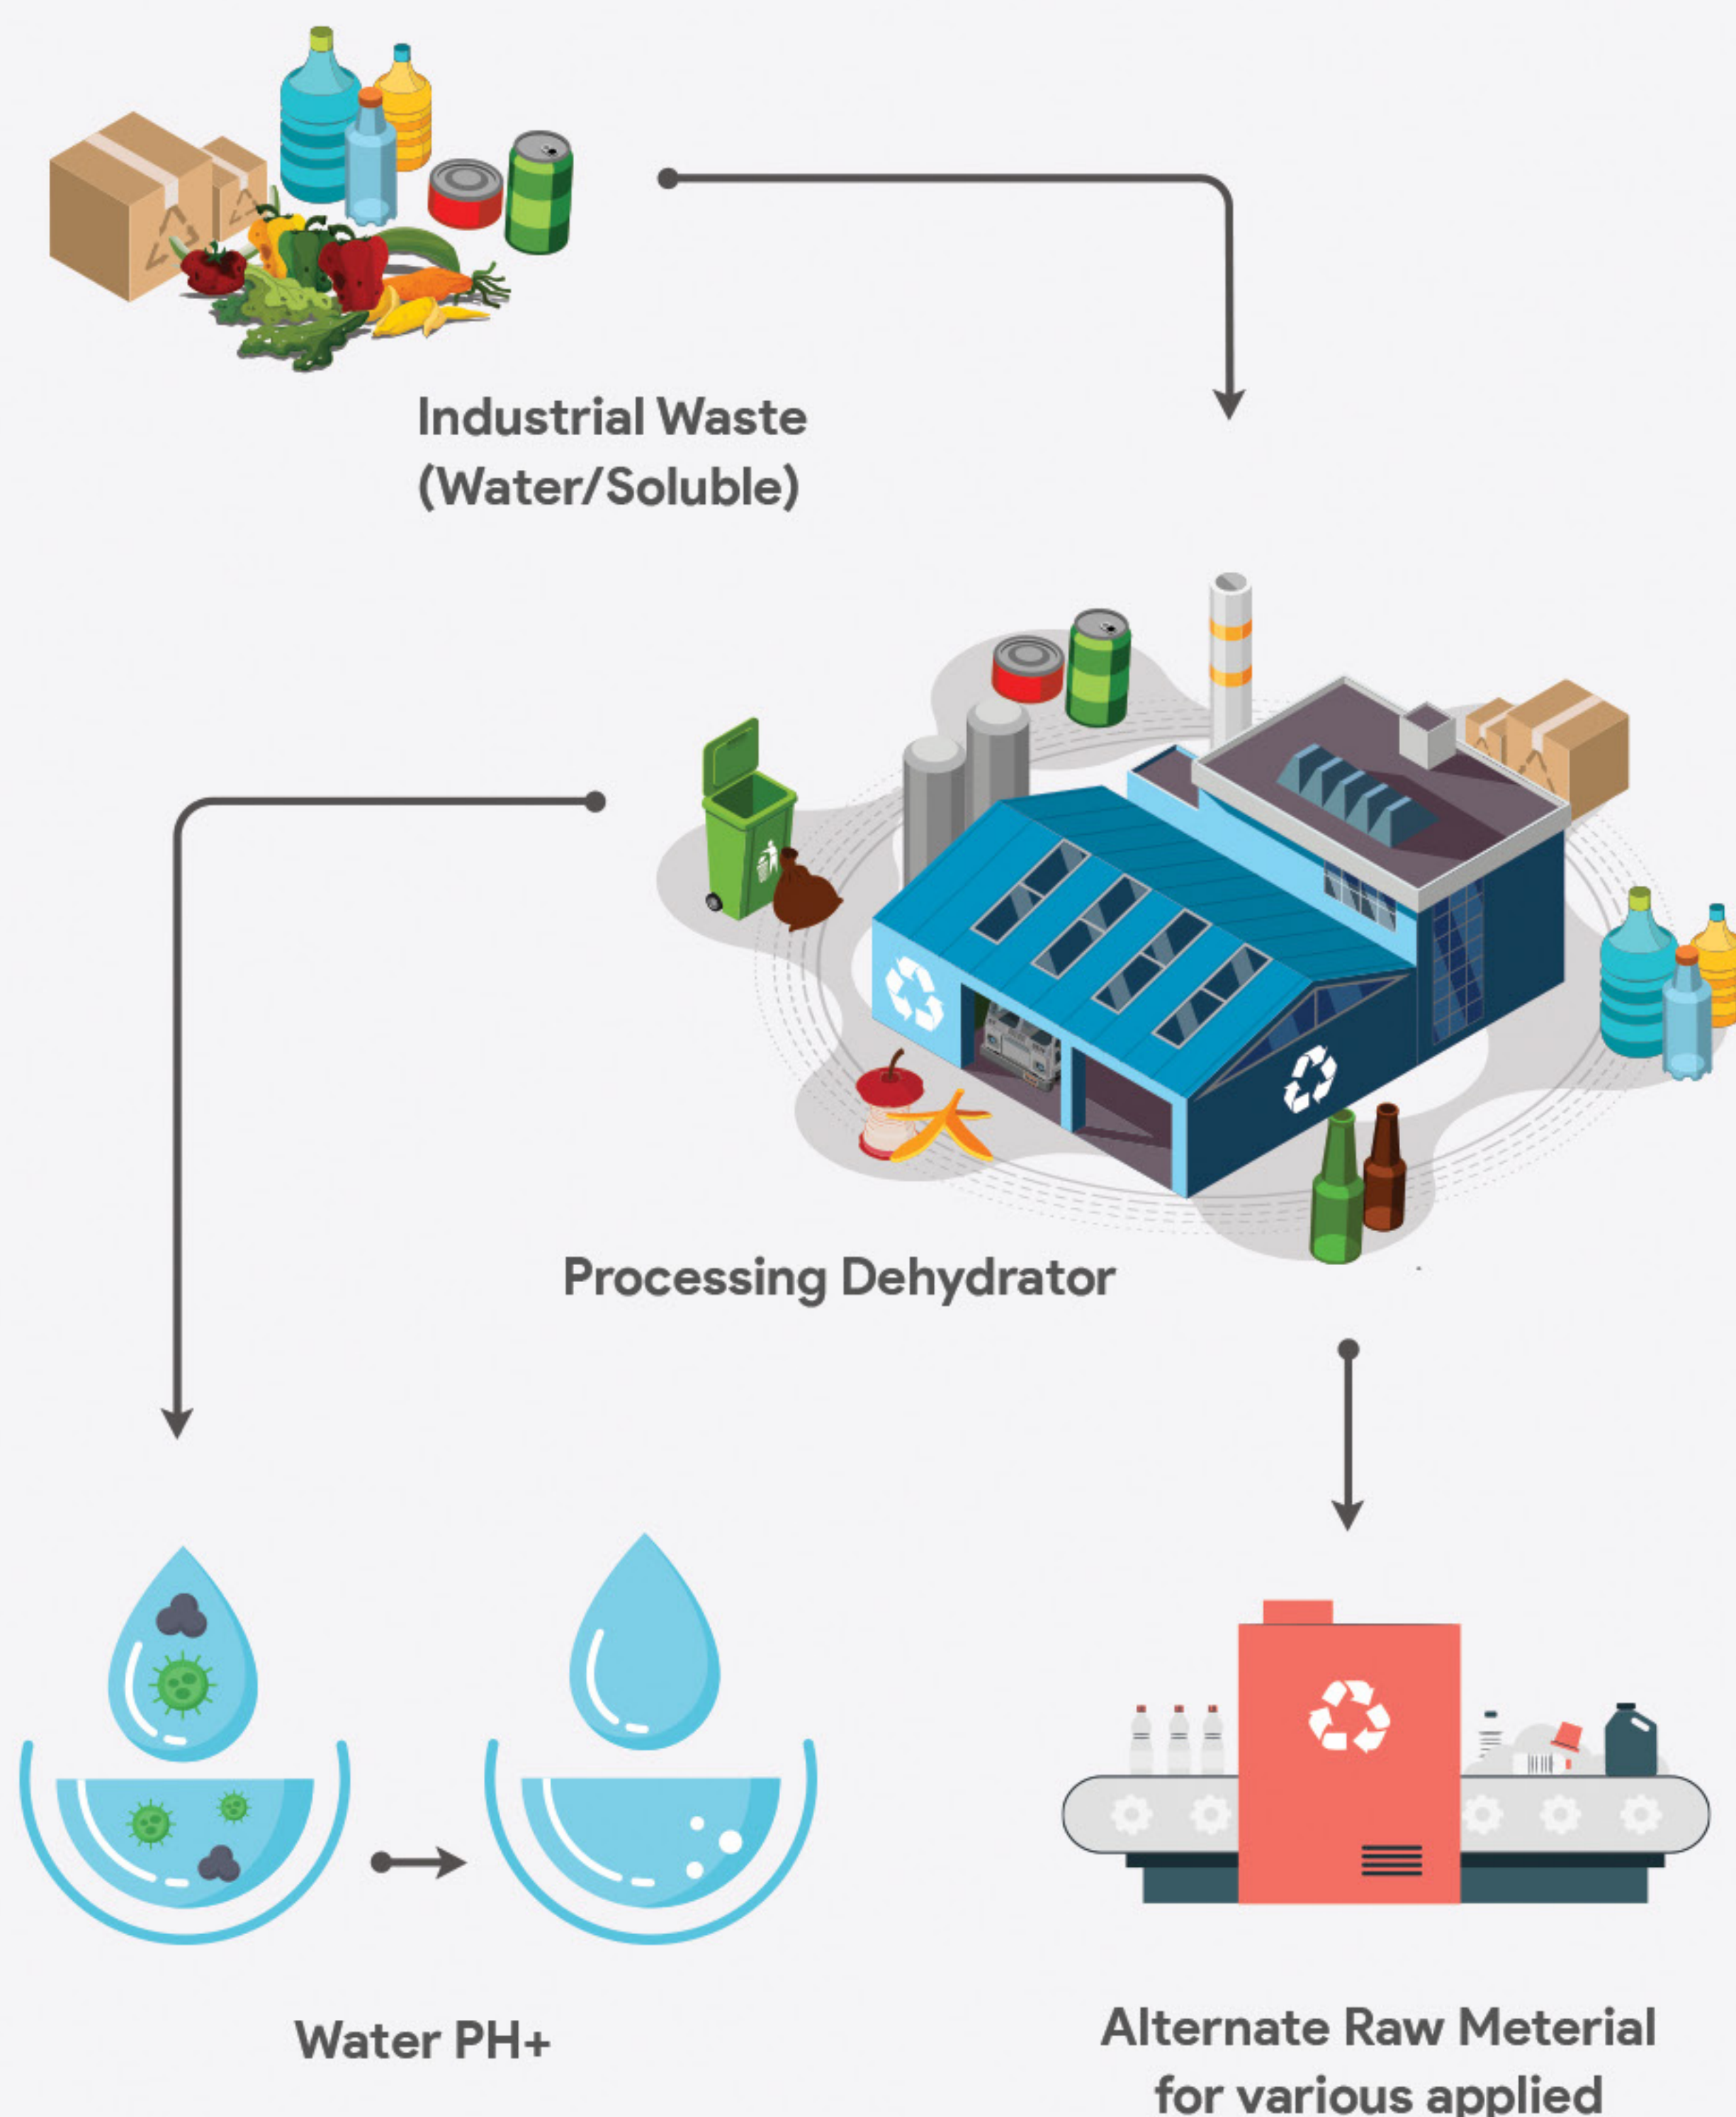 Industrial Waste
(Water/Soluble)
Processing Dehydrator
Water PH+
Alternate Raw Meterial
for various applied